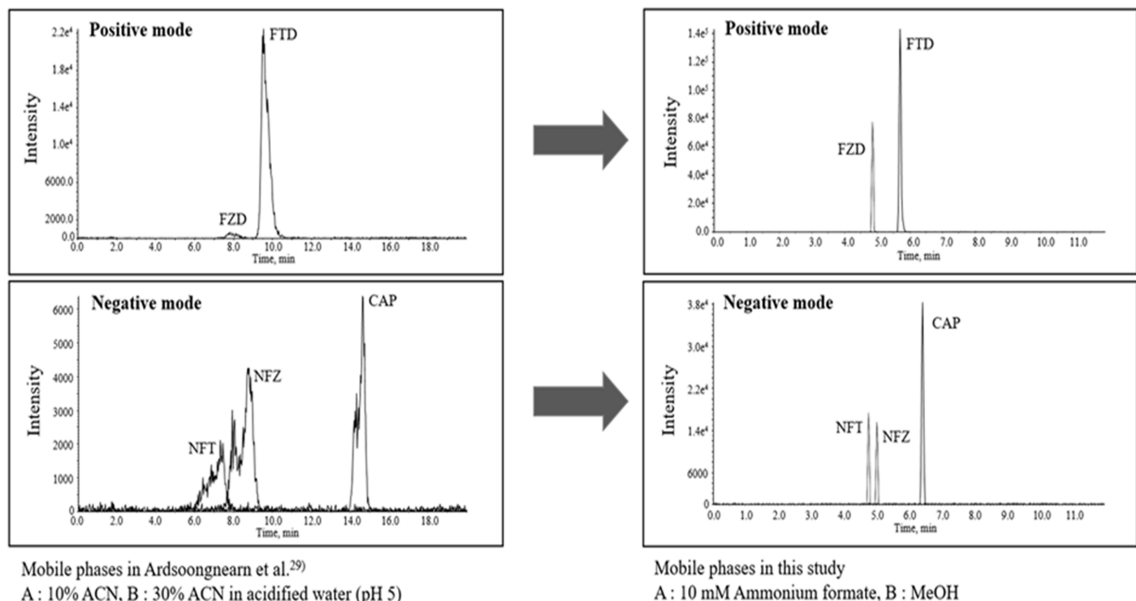 Positive mode
FTD
FZD
Intensity
2.2e⁴
1.8e⁴
1.4e⁴
1.0e⁴
6000.0
2000.0
0.0
0.0 2.0 4.0 6.0 8.0 10.0 12.0 14.0 16.0 18.0
Time, min
Positive mode
FTD
FZD
Intensity
1.4e⁵
1.2e⁵
1.0e⁵
8.0e⁴
6.0e⁴
4.0e⁴
2.0e⁴
0.0
0.0 1.0 2.0 3.0 4.0 5.0 6.0 7.0 8.0 9.0 10.0 11.0
Time, min
Negative mode
CAP
NFZ
NFT
Intensity
6000
5000
4000
3000
2000
1000
0
0.0 2.0 4.0 6.0 8.0 10.0 12.0 14.0 16.0 18.0
Time, min
Negative mode
CAP
NFT
NFZ
Intensity
3.8e⁴
3.0e⁴
2.2e⁴
1.4e⁴
6000
0
0.0 1.0 2.0 3.0 4.0 5.0 6.0 7.0 8.0 9.0 10.0 11.0
Time, min
Mobile phases in Ardsoongnearn et al.²⁹⁾
A : 10% ACN, B : 30% ACN in acidified water (pH 5)
Mobile phases in this study
A : 10 mM Ammonium formate, B : MeOH